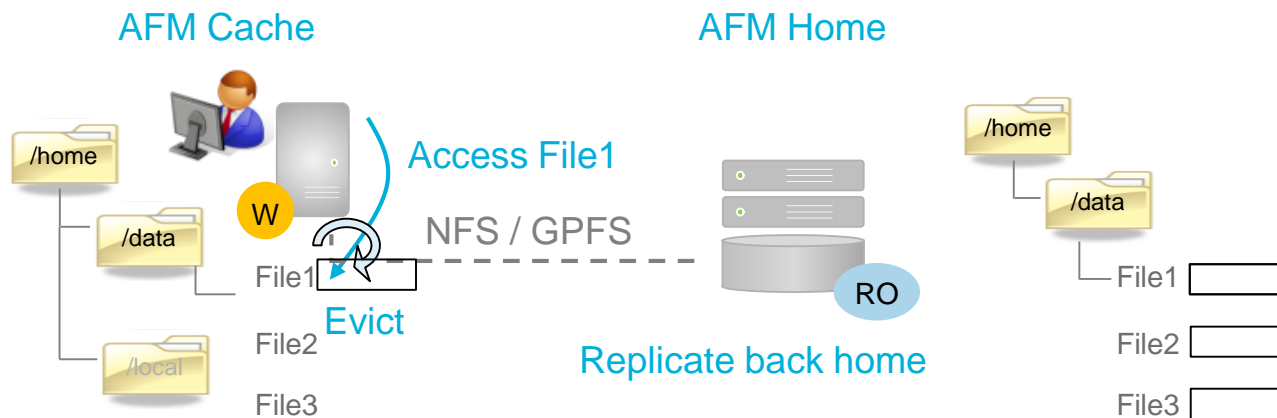 AFM Cache
AFM Home
/home
/data
/local
W
Access File1
NFS / GPFS
File1
Evict
File2
File3
RO
Replicate back home
/home
/data
File1
File2
File3